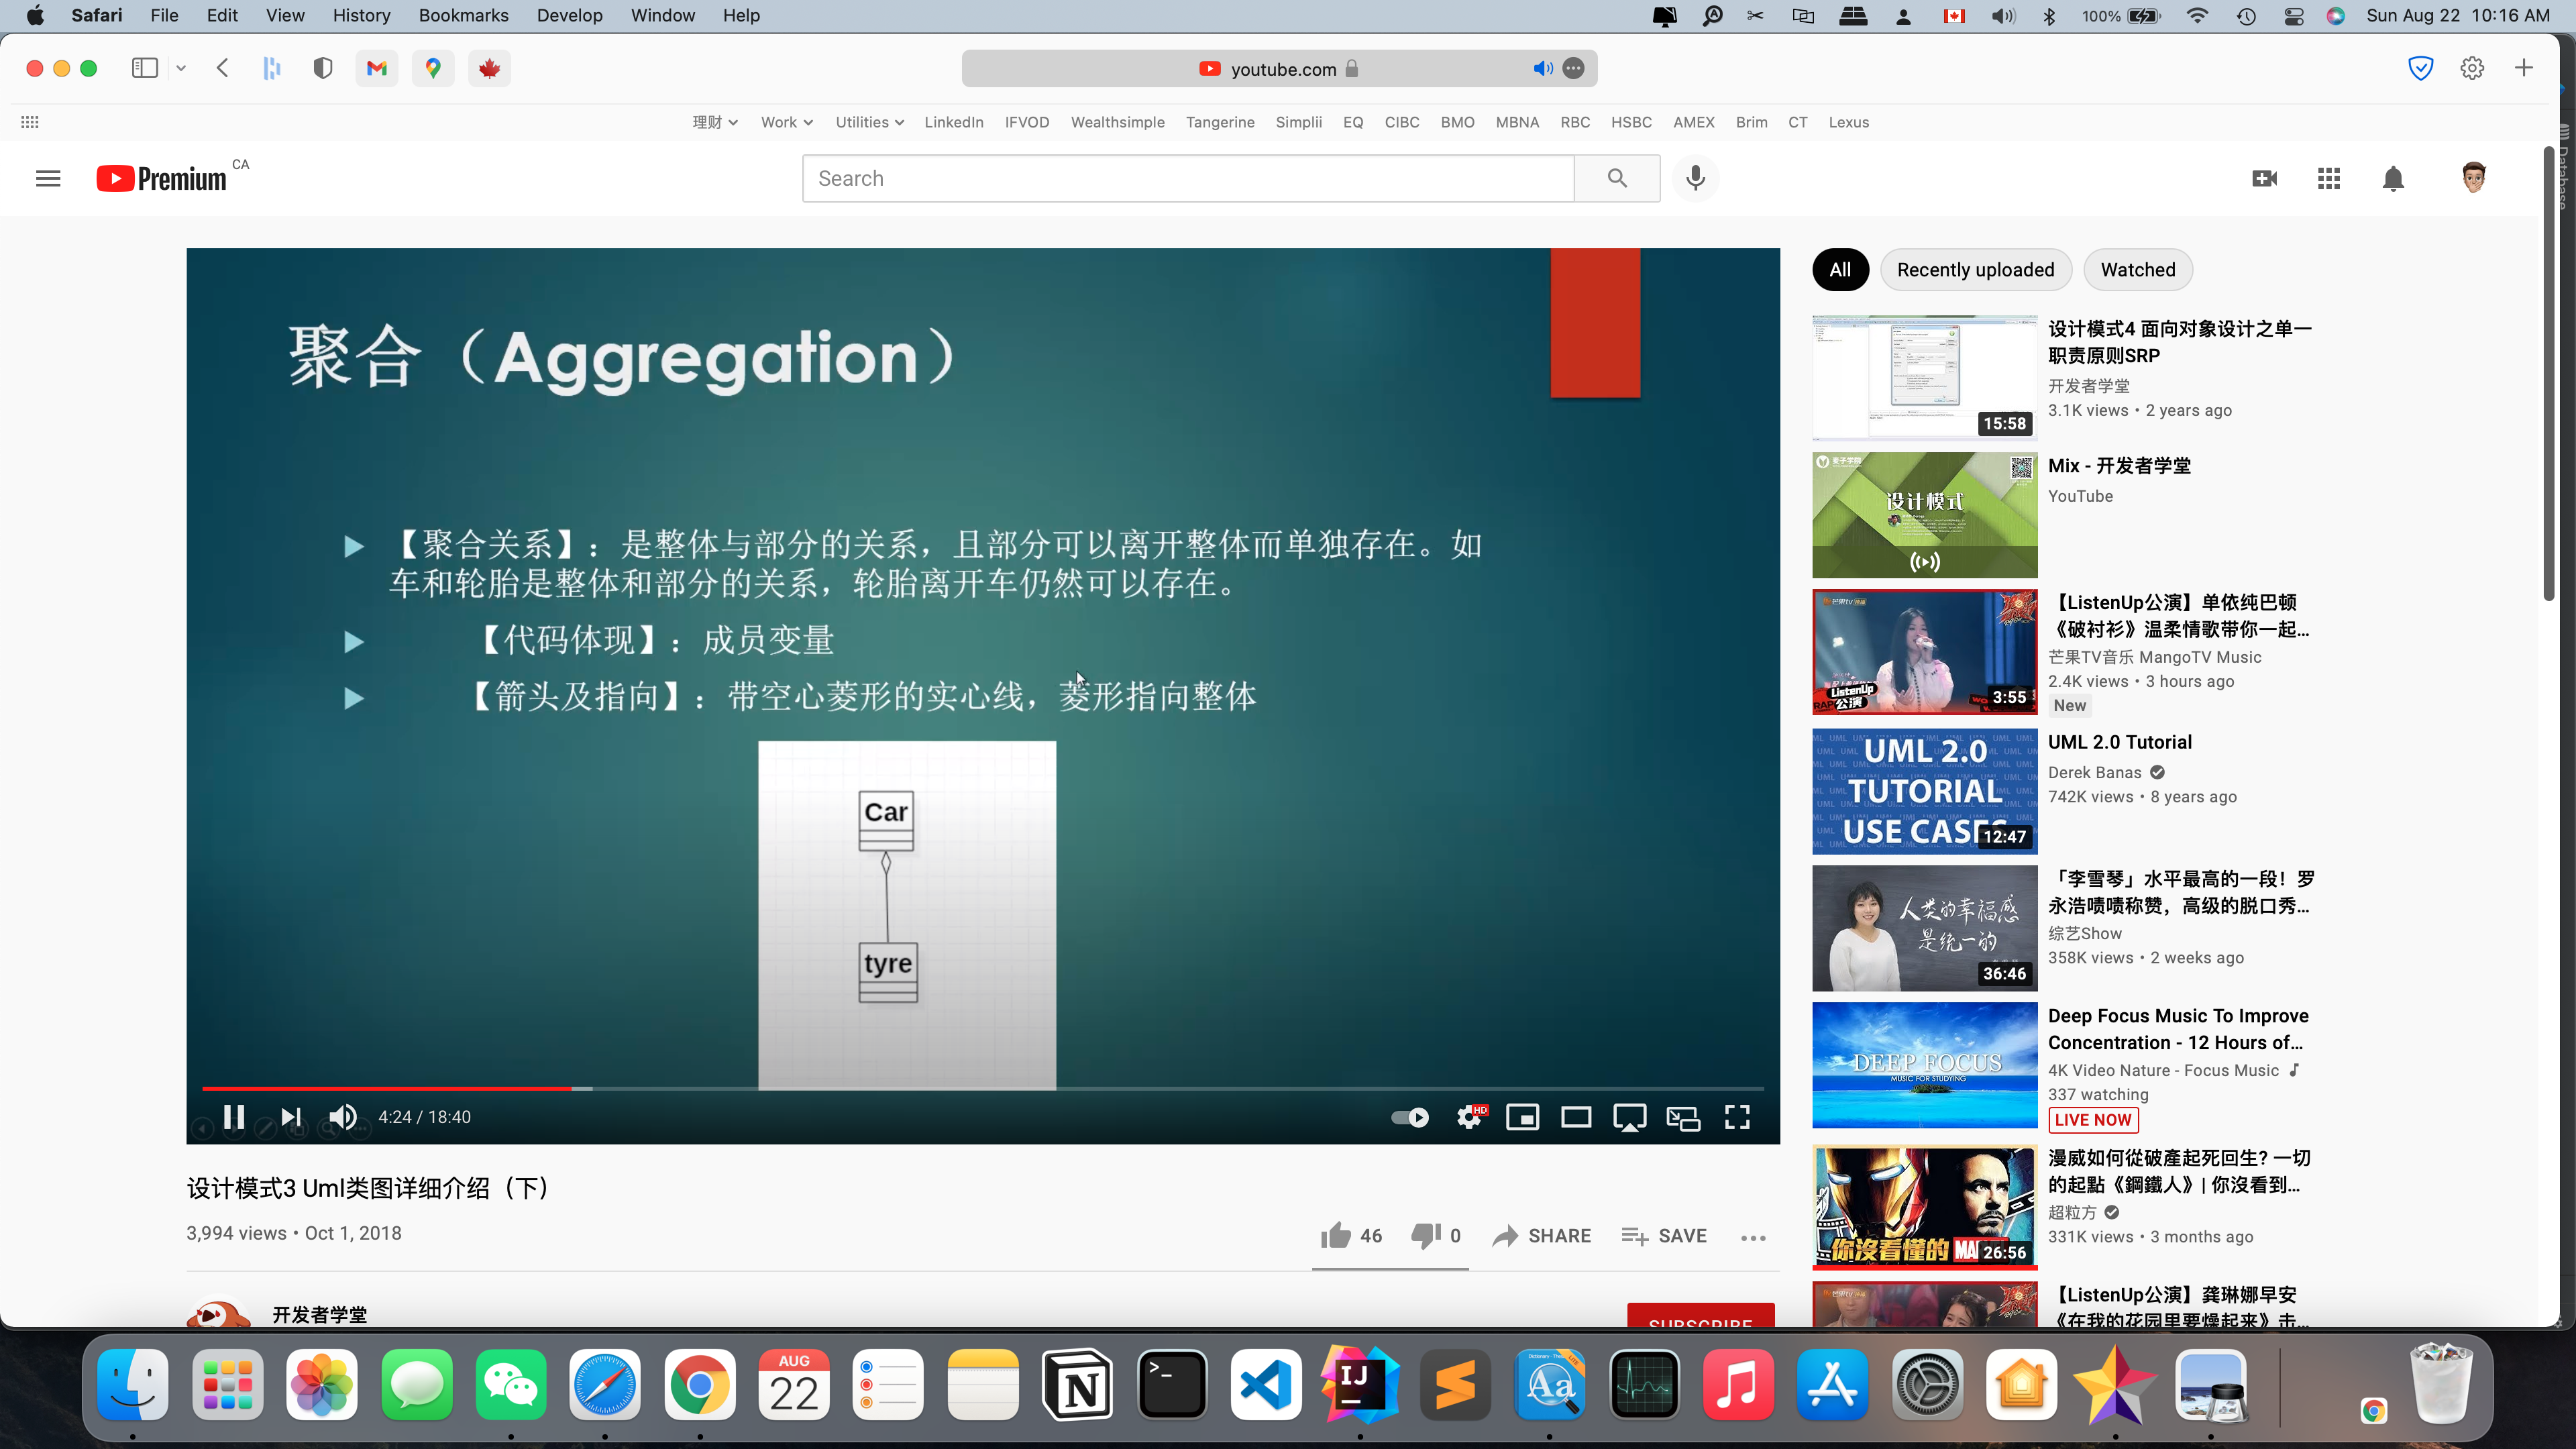 Safari File Edit View History Bookmarks Develop Window Help 100% Sun Aug 22 10:16 AM
youtube.com
理财 Work Utilities LinkedIn IFVOD Wealthsimple Tangerine Simplii EQ CIBC BMO MBNA RBC HSBC AMEX Brim CT Lexus
Database
Premium CA
Search
聚合（Aggregation）
【聚合关系】：是整体与部分的关系，且部分可以离开整体而单独存在。如
车和轮胎是整体和部分的关系，轮胎离开车仍然可以存在。
【代码体现】：成员变量
【箭头及指向】：带空心菱形的实心线，菱形指向整体
Car
tyre
4:24 / 18:40
HD
设计模式3 Uml类图详细介绍（下）
3,994 views • Oct 1, 2018
46 0 SHARE SAVE
开发者学堂
SUBSCRIBE
All Recently uploaded Watched
15:58
设计模式4 面向对象设计之单一
职责原则SRP
开发者学堂
3.1K views • 2 years ago
麦子学院
设计模式
Mix - 开发者学堂
YouTube
芒果tv
ListenUp
公演
3:55
【ListenUp公演】单依纯巴顿
《破衬衫》温柔情歌带你一起...
芒果TV音乐 MangoTV Music
2.4K views • 3 hours ago
New
UML 2.0
TUTORIAL
USE CASES
12:47
UML 2.0 Tutorial
Derek Banas
742K views • 8 years ago
人类的幸福感
是统一的
36:46
「李雪琴」水平最高的一段！罗
永浩啧啧称赞，高级的脱口秀...
综艺Show
358K views • 2 weeks ago
DEEP FOCUS
MUSIC FOR STUDYING
Deep Focus Music To Improve
Concentration - 12 Hours of...
4K Video Nature - Focus Music
337 watching
LIVE NOW
你沒看懂的
26:56
漫威如何從破產起死回生? 一切
的起點《鋼鐵人》| 你沒看到...
超粒方
331K views • 3 months ago
【ListenUp公演】龚琳娜早安
《在我的花园里要燥起来》击...
AUG
22
IJ
Aa